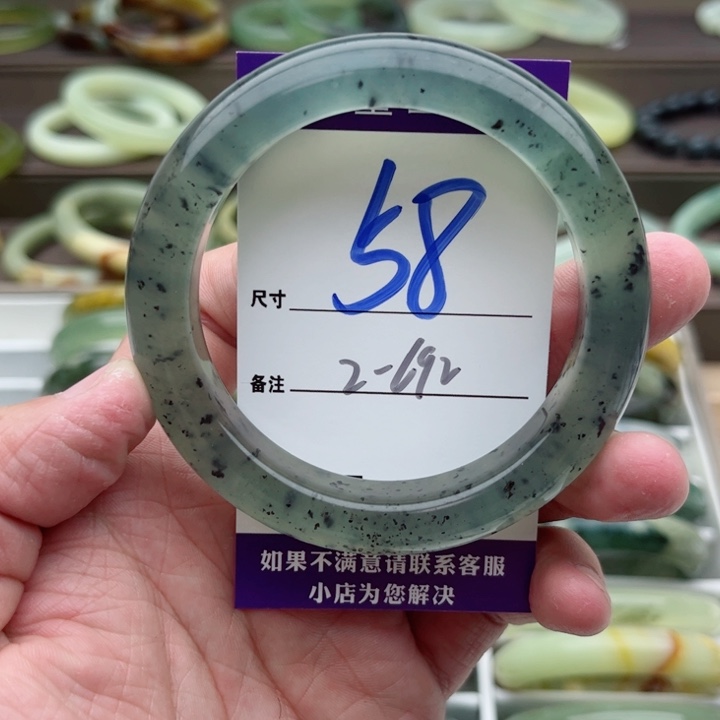 尺寸 58
备注 2-692
如果不满意请联系客服
小店为您解决